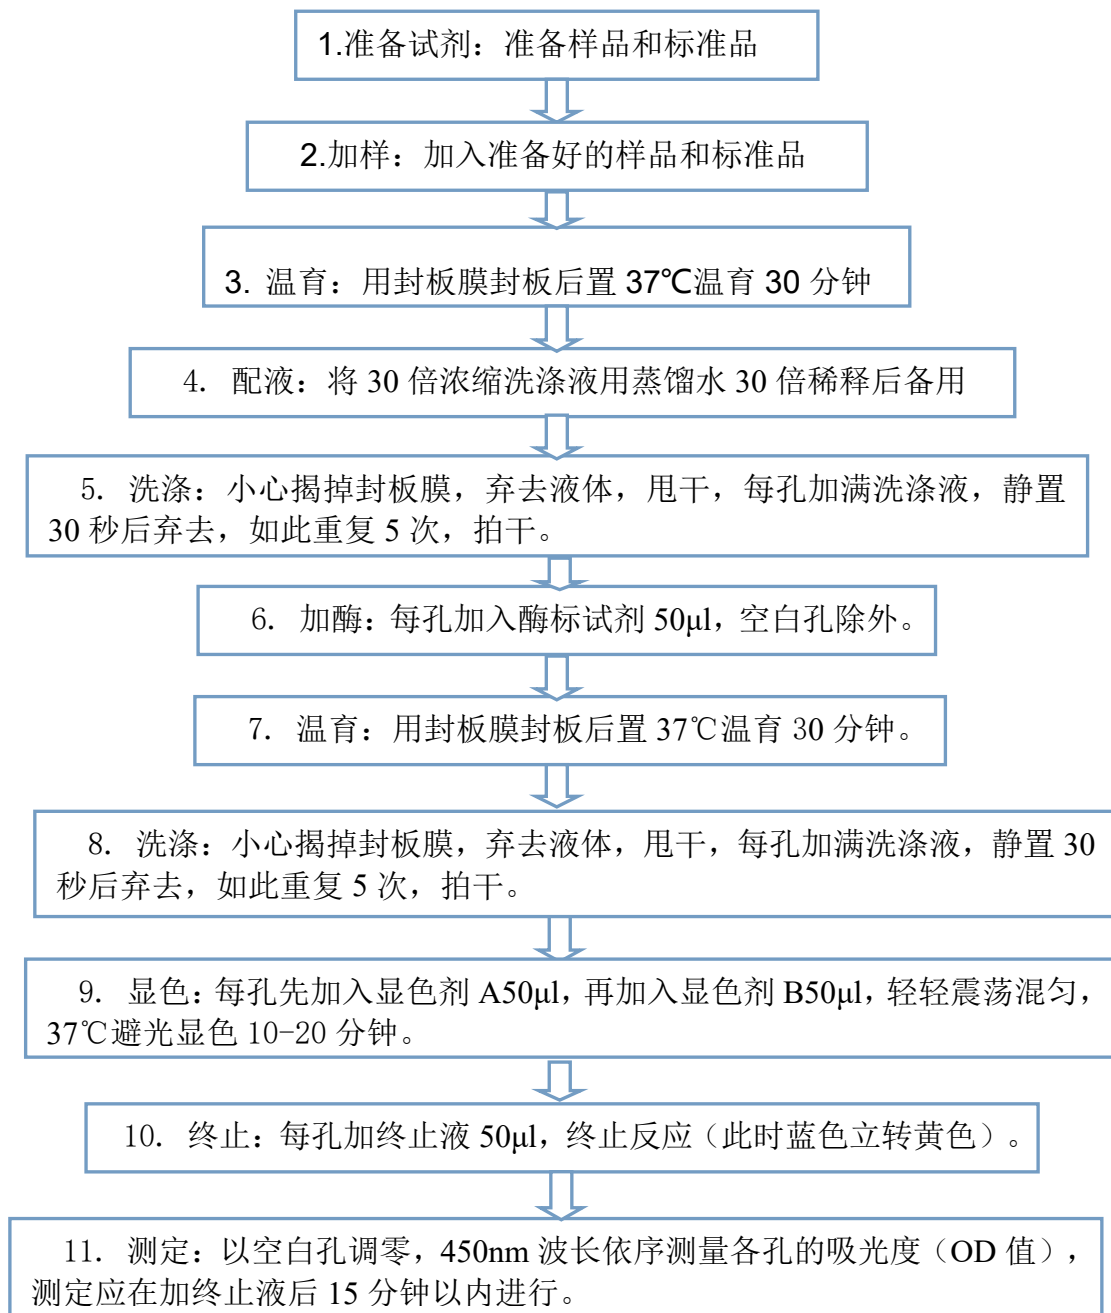 1.准备试剂：准备样品和标准品
2.加样：加入准备好的样品和标准品
3. 温育：用封板膜封板后置 37℃温育 30 分钟
4. 配液：将 30 倍浓缩洗涤液用蒸馏水 30 倍稀释后备用
5. 洗涤：小心揭掉封板膜，弃去液体，甩干，每孔加满洗涤液，静置
30 秒后弃去，如此重复 5 次，拍干。
6. 加酶：每孔加入酶标试剂 50μl，空白孔除外。
7. 温育：用封板膜封板后置 37℃温育 30 分钟。
8. 洗涤：小心揭掉封板膜，弃去液体，甩干，每孔加满洗涤液，静置 30
秒后弃去，如此重复 5 次，拍干。
9. 显色：每孔先加入显色剂 A50μl，再加入显色剂 B50μl，轻轻震荡混匀，
37℃避光显色 10-20 分钟。
10. 终止：每孔加终止液 50μl，终止反应（此时蓝色立转黄色）。
11. 测定：以空白孔调零，450nm 波长依序测量各孔的吸光度（OD 值），
测定应在加终止液后 15 分钟以内进行。